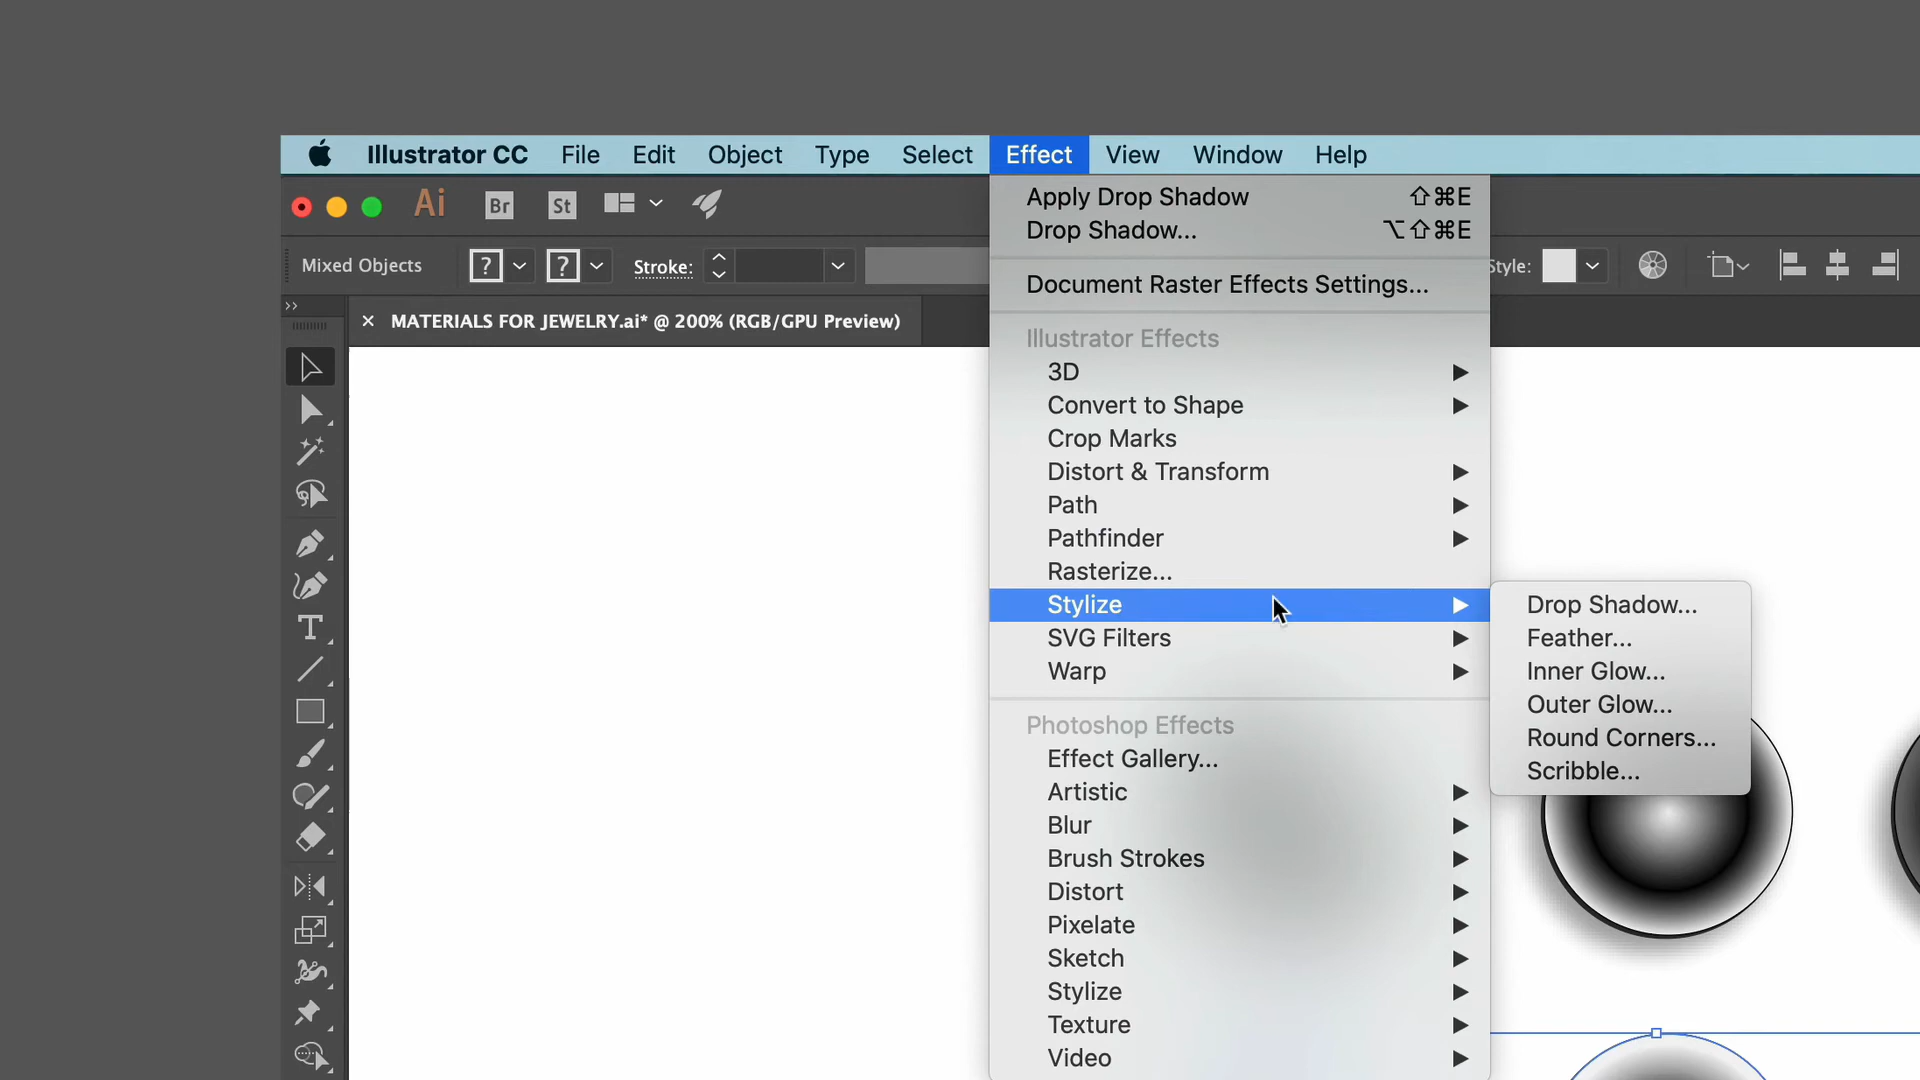 Illustrator CC File Edit Object Type Select Effect View Window Help
Ai Br St
Apply Drop Shadow ⇧⌘E
Drop Shadow... ⌥⇧⌘E
Mixed Objects ? ? Stroke: Style:
Document Raster Effects Settings...
× MATERIALS FOR JEWELRY.ai* @ 200% (RGB/GPU Preview)
Illustrator Effects
3D
Convert to Shape
Crop Marks
Distort & Transform
Path
Pathfinder
Rasterize...
Stylize
SVG Filters
Warp
Drop Shadow...
Feather...
Inner Glow...
Outer Glow...
Round Corners...
Scribble...
Photoshop Effects
Effect Gallery...
Artistic
Blur
Brush Strokes
Distort
Pixelate
Sketch
Stylize
Texture
Video